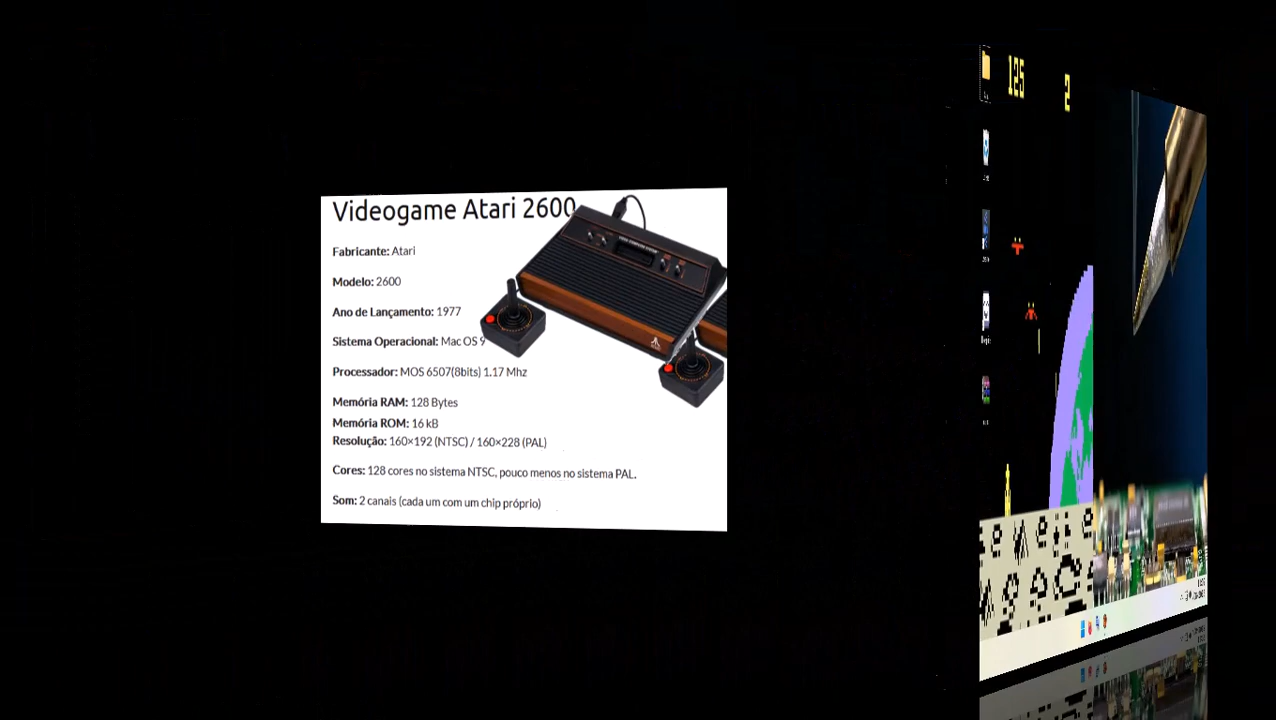 Videogame Atari 2600
Fabricante: Atari
Modelo: 2600
Ano de Lançamento: 1977
Sistema Operacional: Mac OS 9
Processador: MOS 6507(8bits) 1.17 Mhz
Memória RAM: 128 Bytes
Memória ROM: 16 kB
Resolução: 160×192 (NTSC) / 160×228 (PAL)
Cores: 128 cores no sistema NTSC, pouco menos no sistema PAL.
Som: 2 canais (cada um com um chip próprio)
125 2